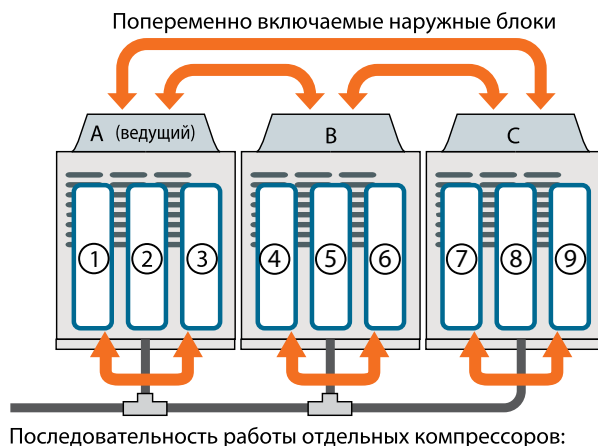 Попеременно включаемые наружные блоки
A (ведущий) B C
1 2 3 4 5 6 7 8 9
Последовательность работы отдельных компрессоров: